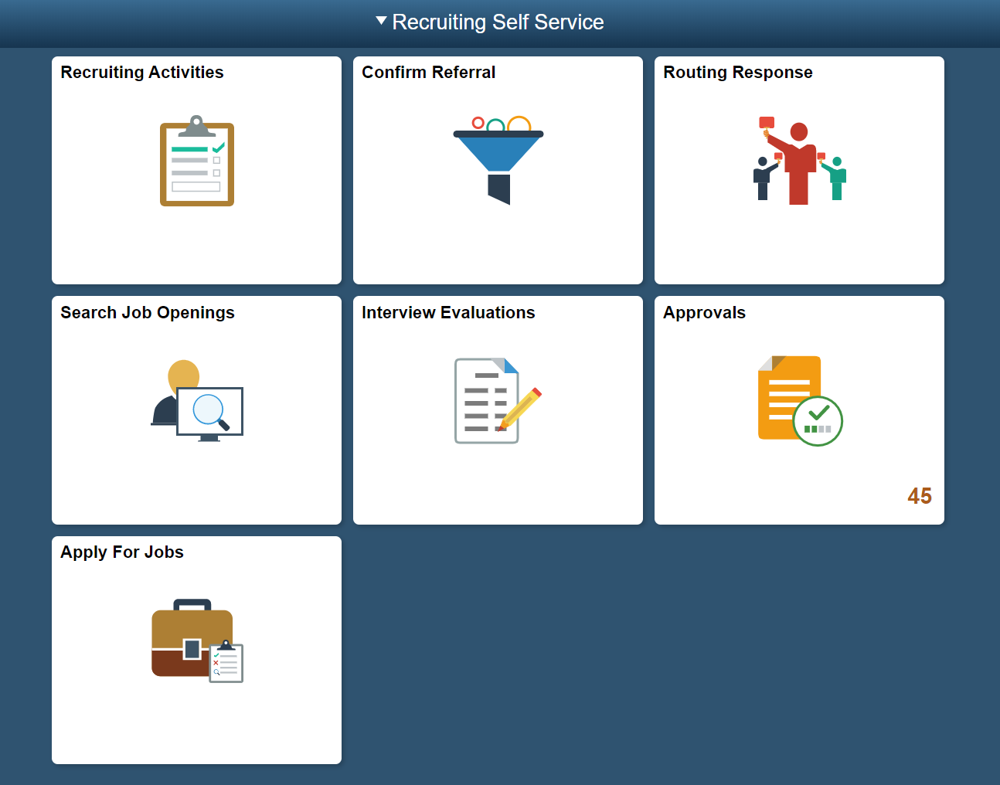 Recruiting Self Service
Recruiting Activities
Confirm Referral
Routing Response
Search Job Openings
Interview Evaluations
Approvals
45
Apply For Jobs